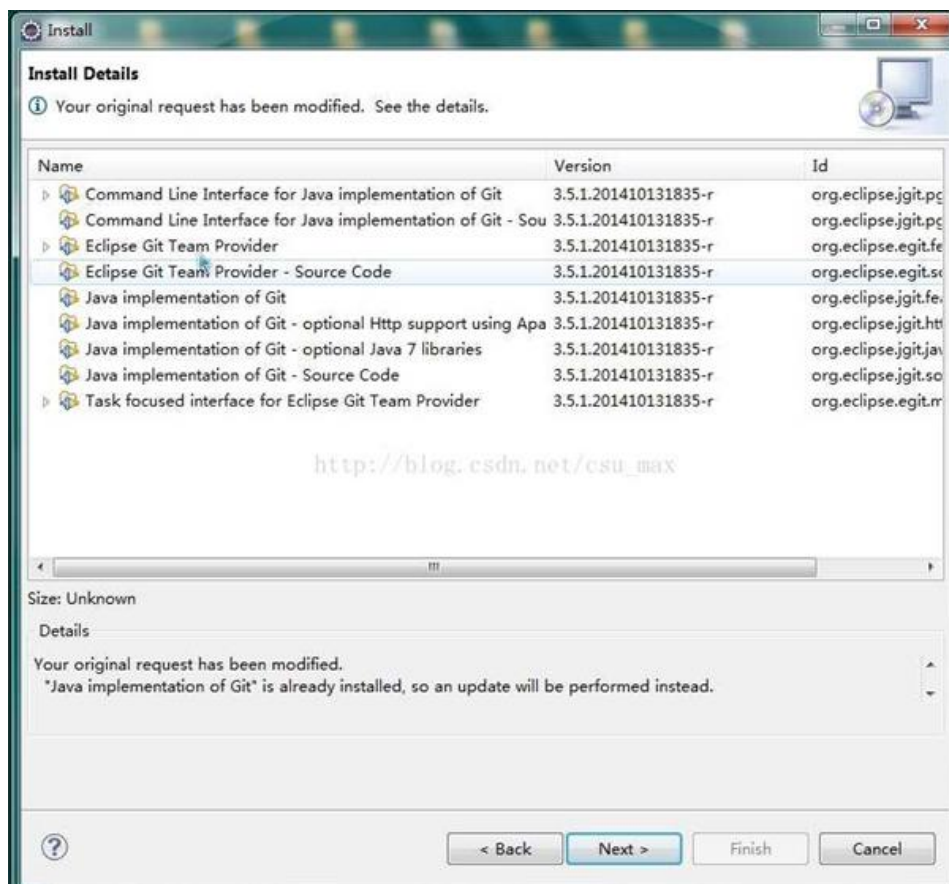 Install
Install Details
Your original request has been modified. See the details.
Name Version Id
Command Line Interface for Java implementation of Git 3.5.1.201410131835-r org.eclipse.jgit.pg
Command Line Interface for Java implementation of Git - Sou 3.5.1.201410131835-r org.eclipse.jgit.pg
Eclipse Git Team Provider 3.5.1.201410131835-r org.eclipse.egit.fe
Eclipse Git Team Provider - Source Code 3.5.1.201410131835-r org.eclipse.egit.so
Java implementation of Git 3.5.1.201410131835-r org.eclipse.jgit.fe
Java implementation of Git - optional Http support using Apa 3.5.1.201410131835-r org.eclipse.jgit.htt
Java implementation of Git - optional Java 7 libraries 3.5.1.201410131835-r org.eclipse.jgit.jav
Java implementation of Git - Source Code 3.5.1.201410131835-r org.eclipse.jgit.so
Task focused interface for Eclipse Git Team Provider 3.5.1.201410131835-r org.eclipse.egit.m
http://blog.csdn.net/csu_max
Size: Unknown
Details
Your original request has been modified.
"Java implementation of Git" is already installed, so an update will be performed instead.
< Back Next > Finish Cancel